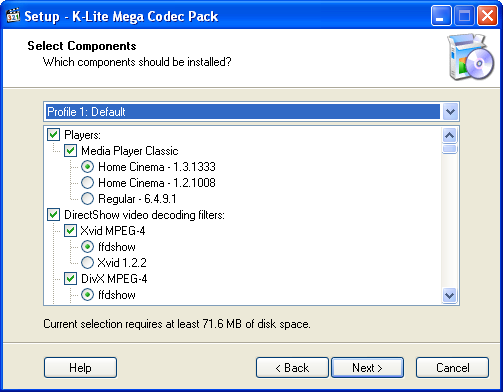 Setup - K-Lite Mega Codec Pack
Select Components
Which components should be installed?
Profile 1: Default
Players:
Media Player Classic
Home Cinema - 1.3.1333
Home Cinema - 1.2.1008
Regular - 6.4.9.1
DirectShow video decoding filters:
Xvid MPEG-4
ffdshow
Xvid 1.2.2
DivX MPEG-4
ffdshow
Current selection requires at least 71.6 MB of disk space.
Help
< Back
Next >
Cancel